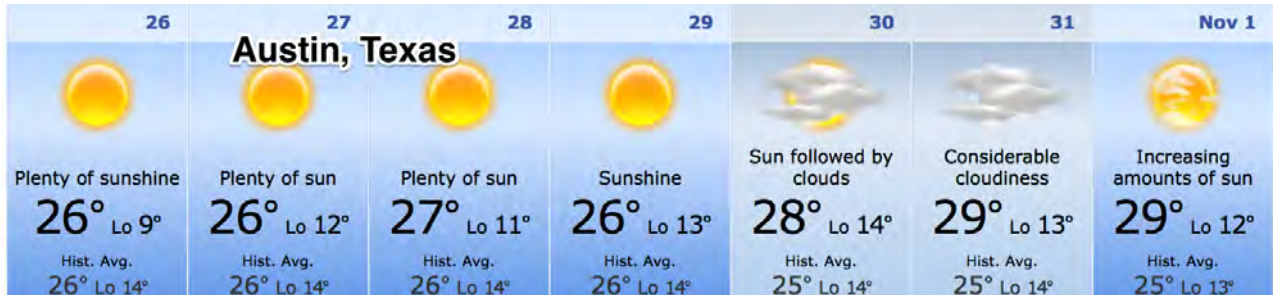 26 27 28 29 30 31 Nov 1
Austin, Texas
Plenty of sunshine
26° Lo 9°
Hist. Avg.
26° Lo 14°
Plenty of sun
26° Lo 12°
Hist. Avg.
26° Lo 14°
Plenty of sun
27° Lo 11°
Hist. Avg.
26° Lo 14°
Sunshine
26° Lo 13°
Hist. Avg.
26° Lo 14°
Sun followed by
clouds
28° Lo 14°
Hist. Avg.
25° Lo 14°
Considerable
cloudiness
29° Lo 13°
Hist. Avg.
25° Lo 14°
Increasing
amounts of sun
29° Lo 12°
Hist. Avg.
25° Lo 13°